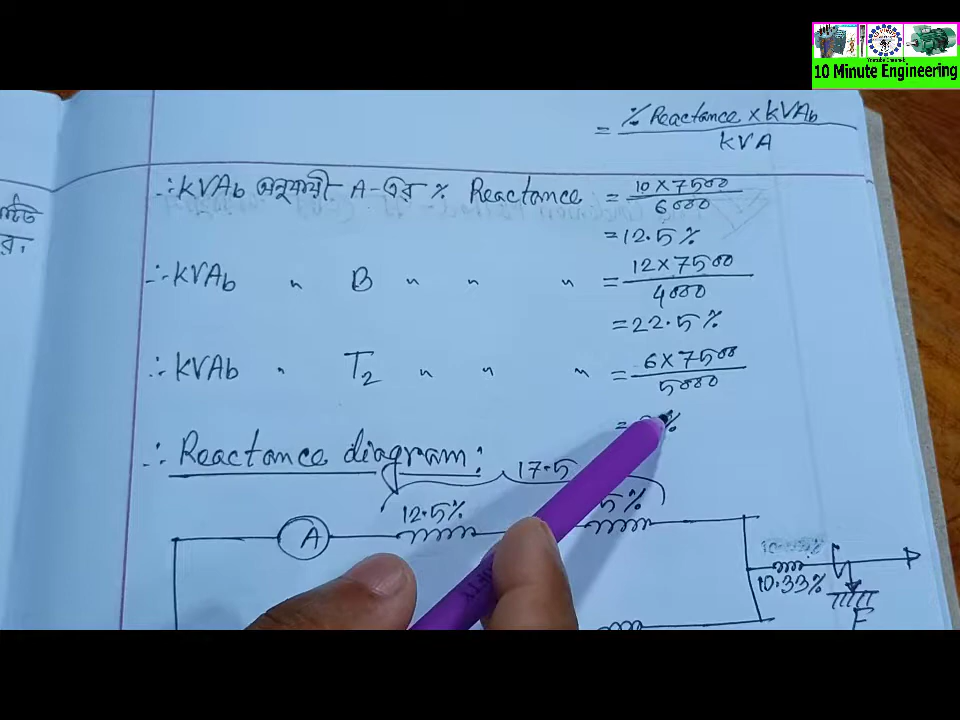 10 Minute Engineering
= % Reactance × kVAb / kVA
∴ kVAb অনুযায়ী A-এর % Reactance = 10 × 7500 / 6000
= 12.5 %
∴ kVAb " B " " " = 12 × 7500 / 4000
= 22.5 %
∴ kVAb " T2 " " " = 6 × 7500 / 5000
= %
∴ Reactance diagram:
17.5
12.5% 5%
A
10.33%
F